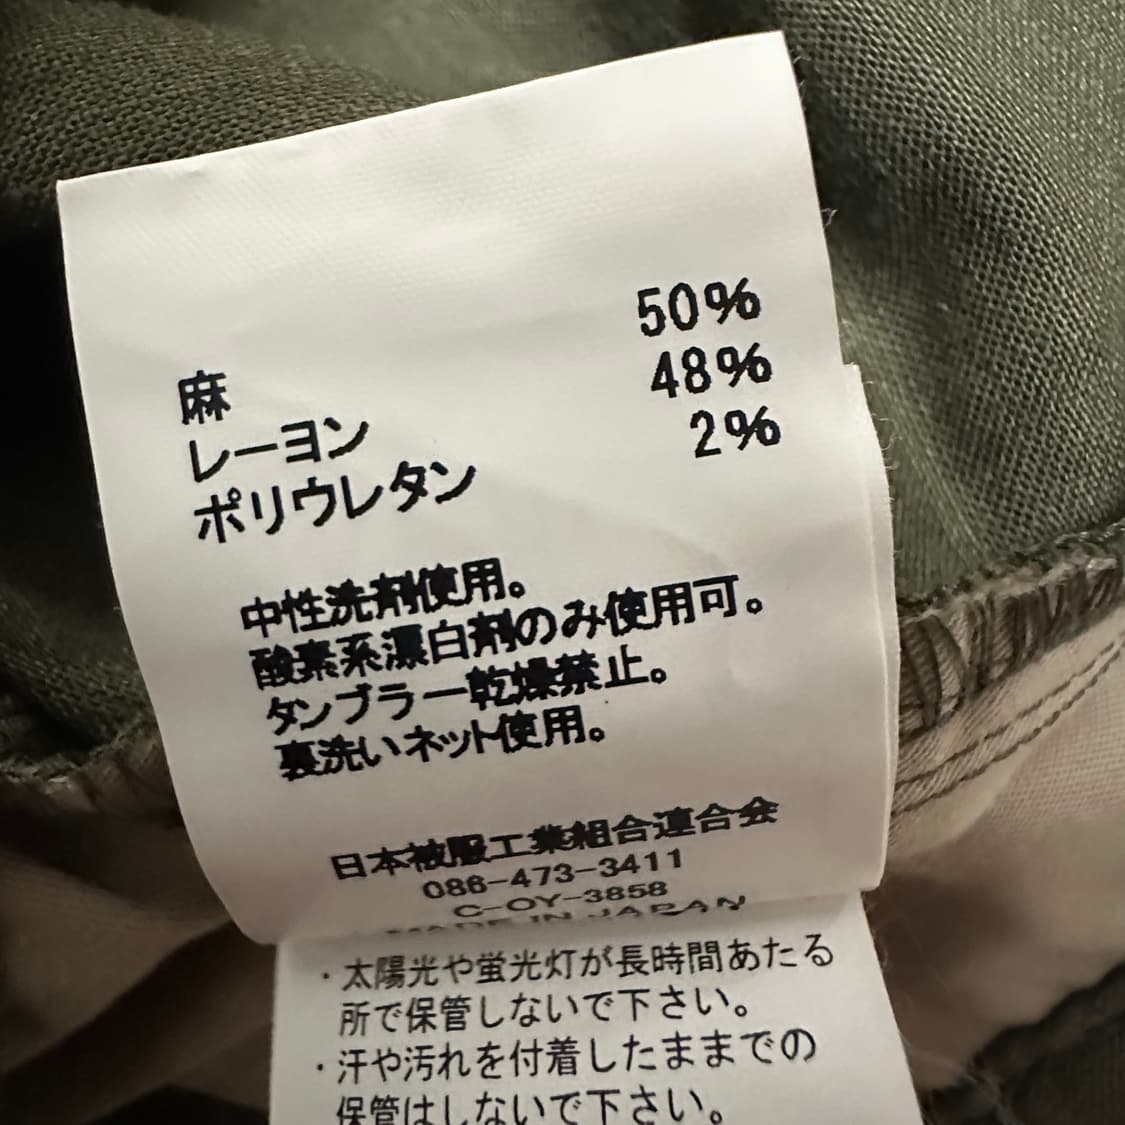 麻 50%
レーヨン 48%
ポリウレタン 2%
中性洗剤使用。
酸素系漂白剤のみ使用可。
タンブラー乾燥禁止。
裏洗いネット使用。
日本被服工業組合連合会
086-473-3411
C-OY-3858
MADE IN JAPAN
・太陽光や蛍光灯が長時間あたる
所で保管しないで下さい。
・汗や汚れを付着したままでの
保管はしないで下さい。